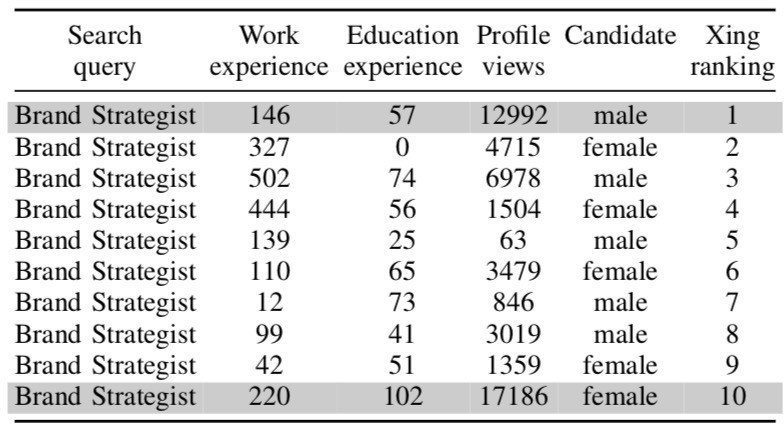 Search Work Education Profile Candidate Xing
query experience experience views ranking
Brand Strategist 146 57 12992 male 1
Brand Strategist 327 0 4715 female 2
Brand Strategist 502 74 6978 male 3
Brand Strategist 444 56 1504 female 4
Brand Strategist 139 25 63 male 5
Brand Strategist 110 65 3479 female 6
Brand Strategist 12 73 846 male 7
Brand Strategist 99 41 3019 male 8
Brand Strategist 42 51 1359 female 9
Brand Strategist 220 102 17186 female 10